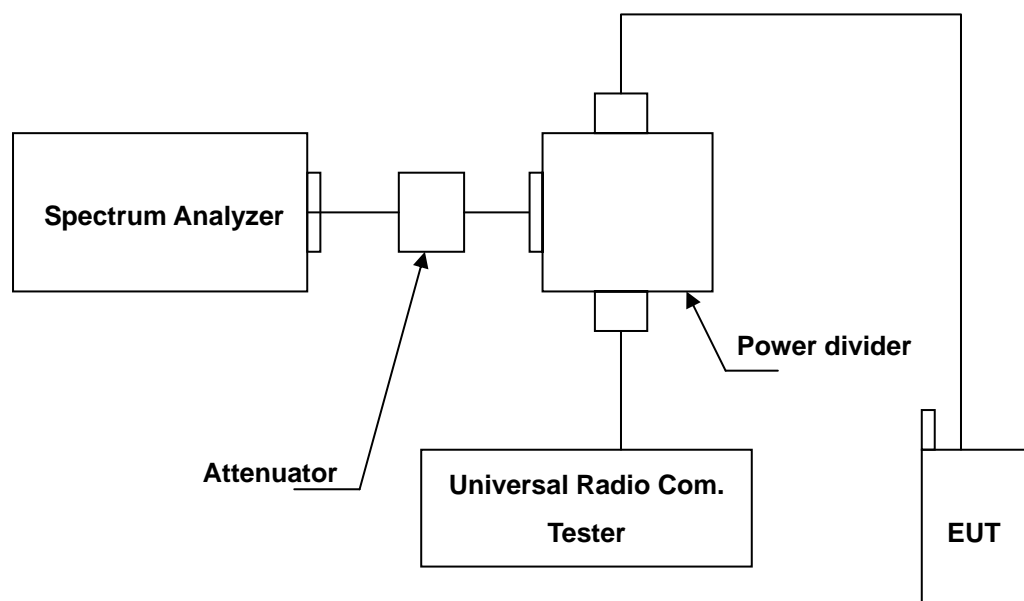 Spectrum Analyzer
Power divider
Attenuator
Universal Radio Com.
Tester
EUT